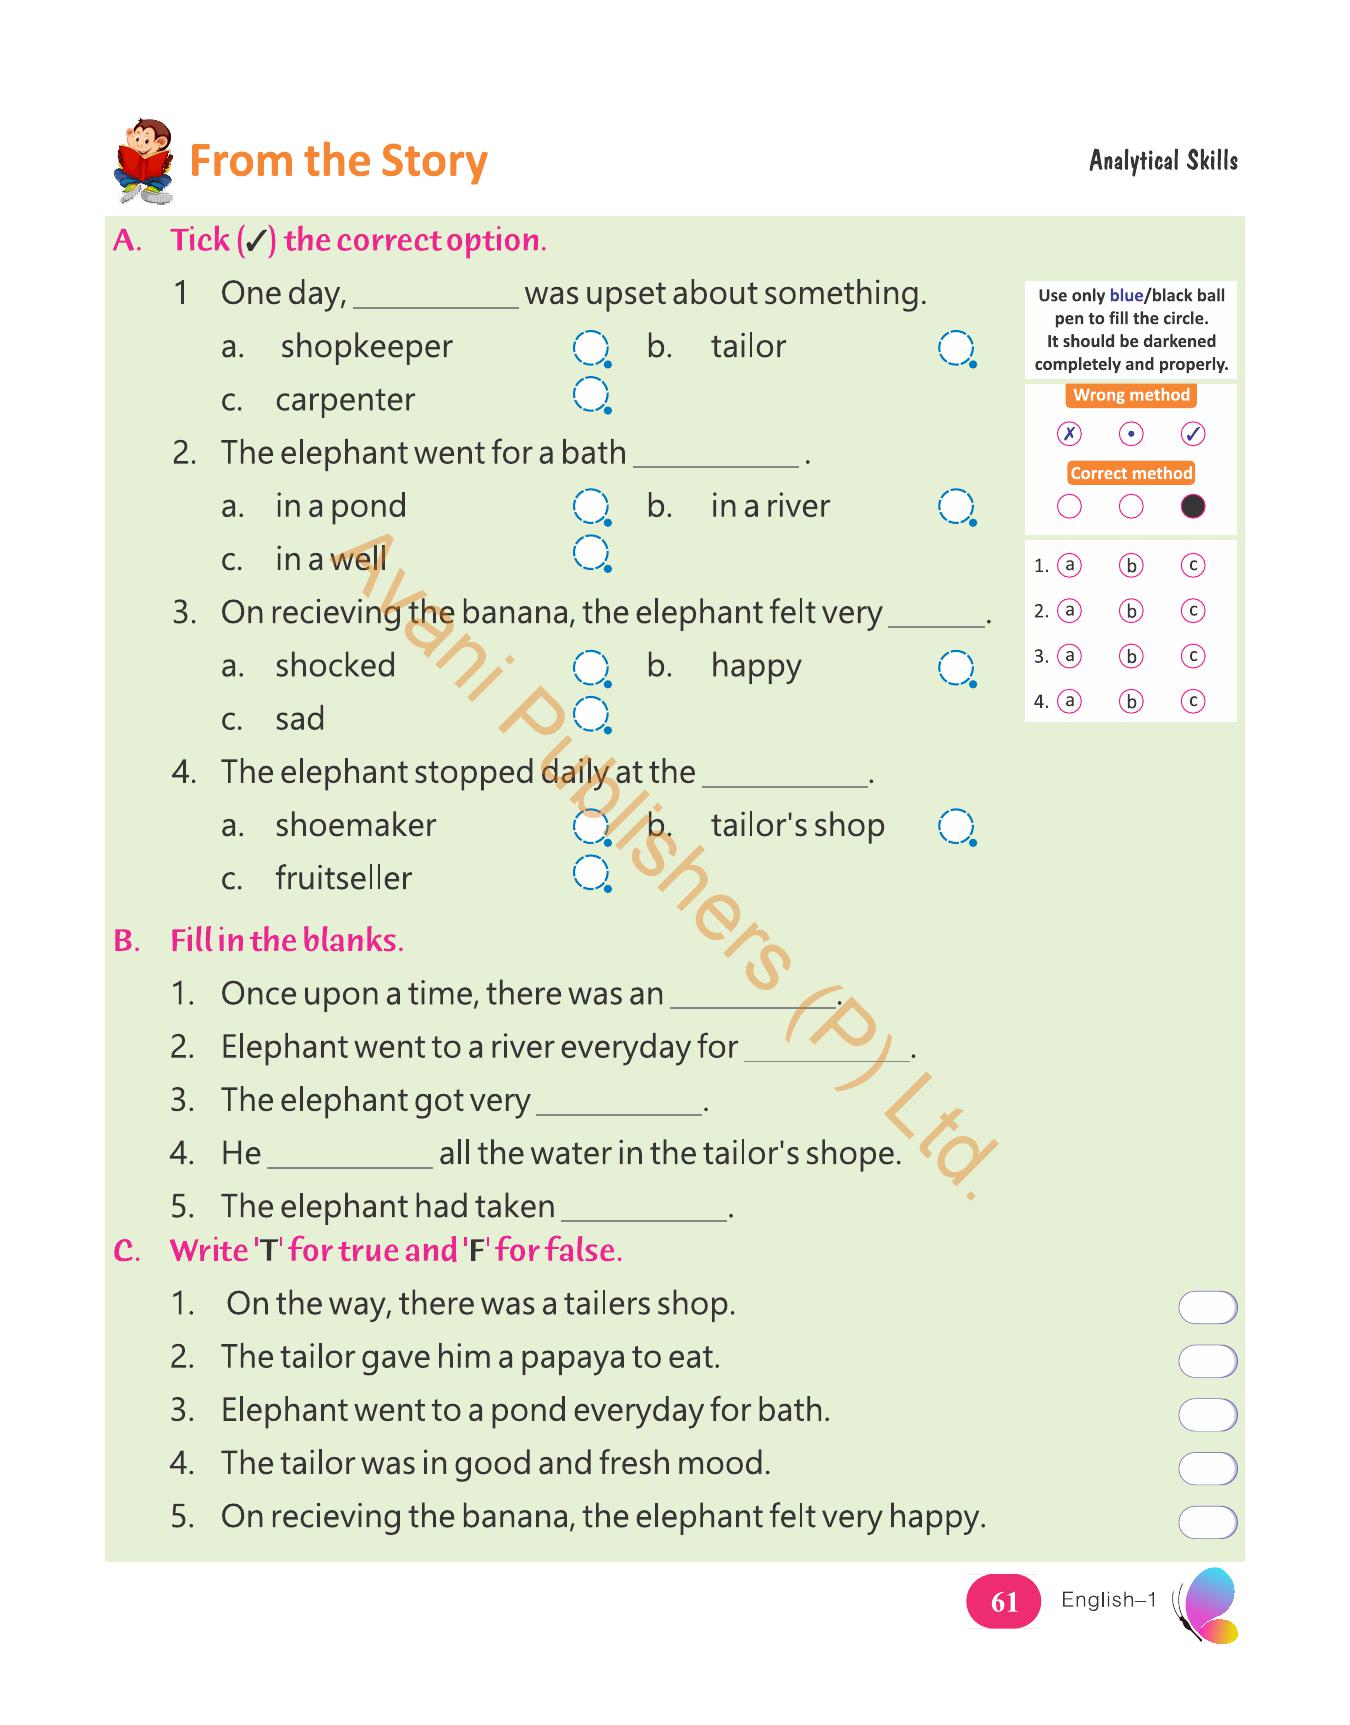 From the Story
Analytical Skills
A. Tick (✓) the correct option.
1 One day, __________ was upset about something.
a. shopkeeper b. tailor
c. carpenter
2. The elephant went for a bath __________ .
a. in a pond b. in a river
c. in a well
3. On recieving the banana, the elephant felt very ______.
a. shocked b. happy
c. sad
4. The elephant stopped daily at the __________.
a. shoemaker b. tailor's shop
c. fruitseller
Use only blue/black ball
pen to fill the circle.
It should be darkened
completely and properly.
Wrong method
✗ • ✓
Correct method
1. a b c
2. a b c
3. a b c
4. a b c
B. Fill in the blanks.
1. Once upon a time, there was an __________.
2. Elephant went to a river everyday for __________.
3. The elephant got very __________.
4. He __________ all the water in the tailor's shope.
5. The elephant had taken __________.
C. Write 'T' for true and 'F' for false.
1. On the way, there was a tailers shop.
2. The tailor gave him a papaya to eat.
3. Elephant went to a pond everyday for bath.
4. The tailor was in good and fresh mood.
5. On recieving the banana, the elephant felt very happy.
Avani Publishers (P) Ltd.
61 English–1